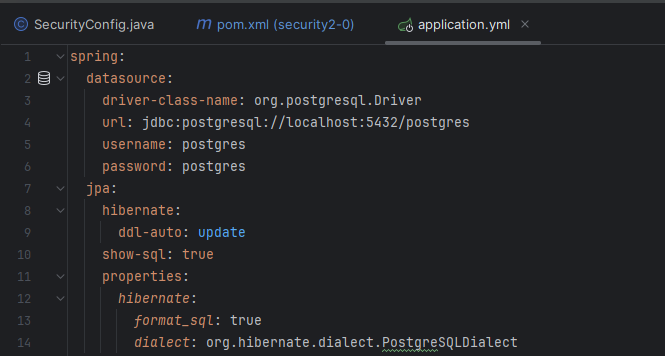 SecurityConfig.java pom.xml (security2-0) application.yml
1 spring:
2 datasource:
3 driver-class-name: org.postgresql.Driver
4 url: jdbc:postgresql://localhost:5432/postgres
5 username: postgres
6 password: postgres
7 jpa:
8 hibernate:
9 ddl-auto: update
10 show-sql: true
11 properties:
12 hibernate:
13 format_sql: true
14 dialect: org.hibernate.dialect.PostgreSQLDialect